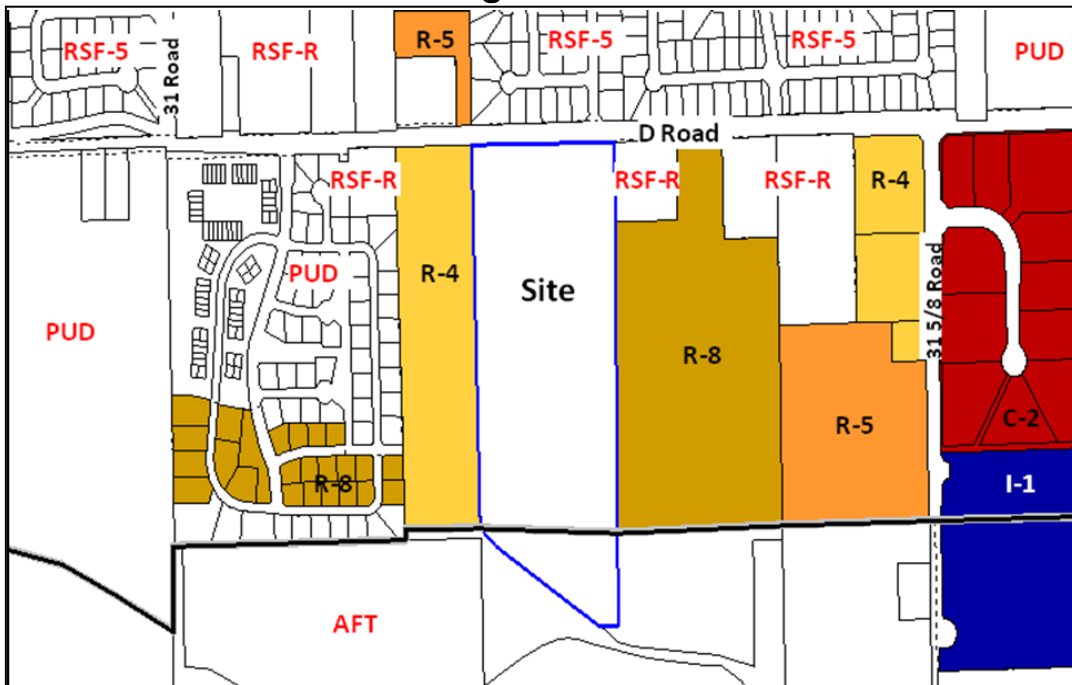 RSF-5
31 Road
RSF-R
R-5
RSF-5
RSF-5
PUD
D Road
RSF-R
RSF-R
RSF-R
R-4
R-4
Site
PUD
PUD
31 5/8 Road
R-8
R-5
C-2
R-8
I-1
AFT